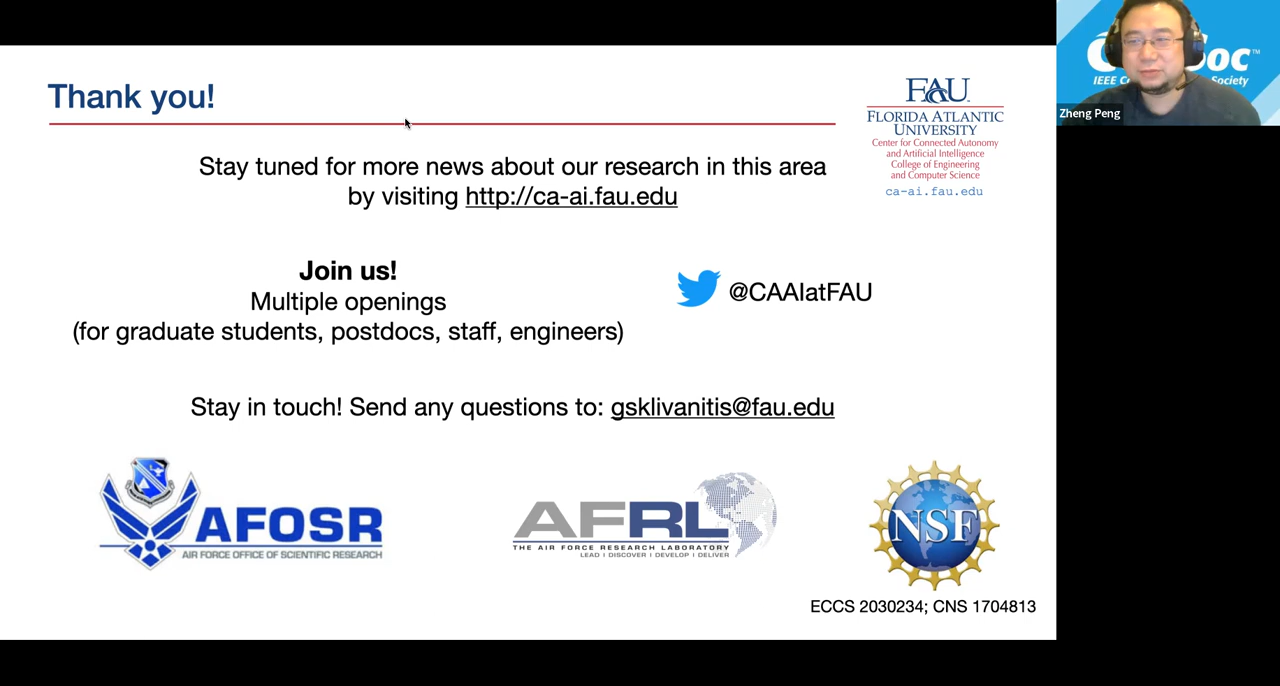 Thank you!
FAU
FLORIDA ATLANTIC
UNIVERSITY
Center for Connected Autonomy
and Artificial Intelligence
College of Engineering
and Computer Science
ca-ai.fau.edu
Stay tuned for more news about our research in this area
by visiting http://ca-ai.fau.edu
Join us!
Multiple openings
(for graduate students, postdocs, staff, engineers)
@CAAIatFAU
Stay in touch! Send any questions to: gsklivanitis@fau.edu
AFOSR
AIR FORCE OFFICE OF SCIENTIFIC RESEARCH
AFRL
THE AIR FORCE RESEARCH LABORATORY
LEAD | DISCOVER | DEVELOP | DELIVER
NSF
ECCS 2030234; CNS 1704813
Soc™
IEEE Society
Zheng Peng